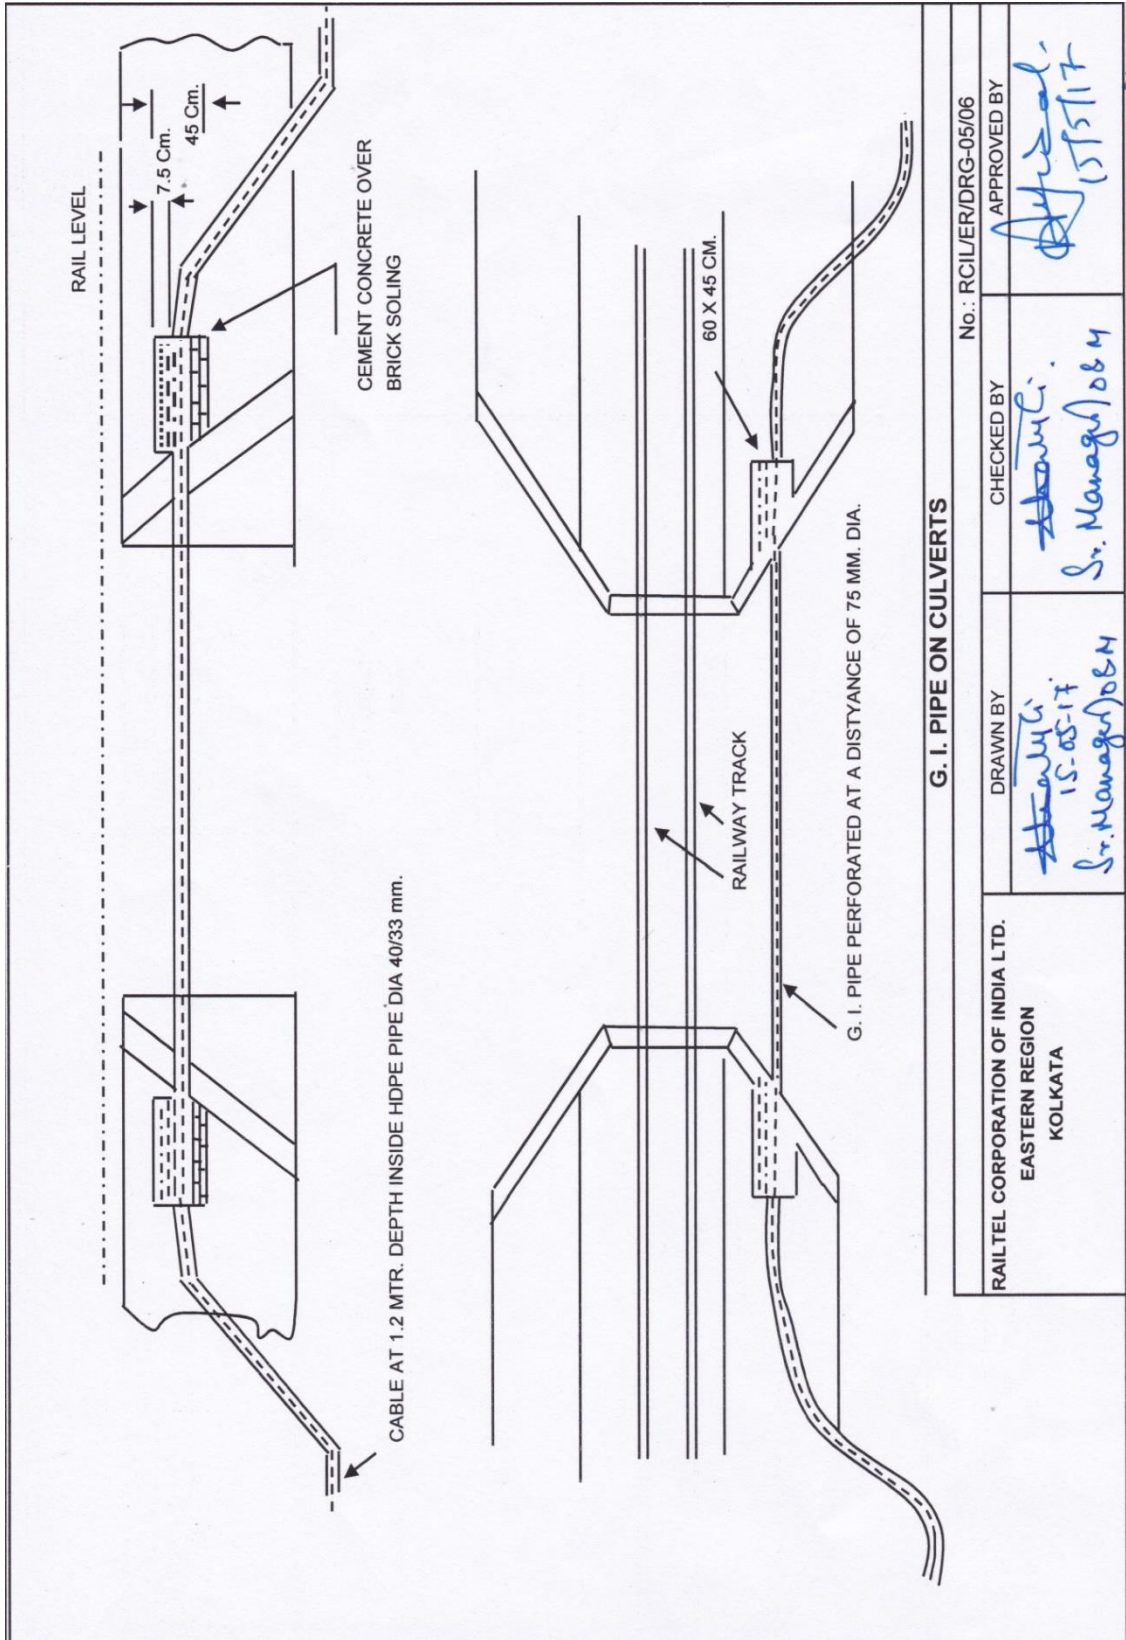 RAIL LEVEL
7.5 Cm.
45 Cm.
CEMENT CONCRETE OVER
BRICK SOLING
CABLE AT 1.2 MTR. DEPTH INSIDE HDPE PIPE DIA 40/33 mm.
60 X 45 CM.
RAILWAY TRACK
G. I. PIPE PERFORATED AT A DISTYANCE OF 75 MM. DIA.
G. I. PIPE ON CULVERTS
No.: RCIL/ER/DRG-05/06
RAILTEL CORPORATION OF INDIA LTD.
EASTERN REGION
KOLKATA
DRAWN BY
15-05-17
Sr. Manager/O&M
CHECKED BY
Sr. Manager/O&M
APPROVED BY
15/5/17